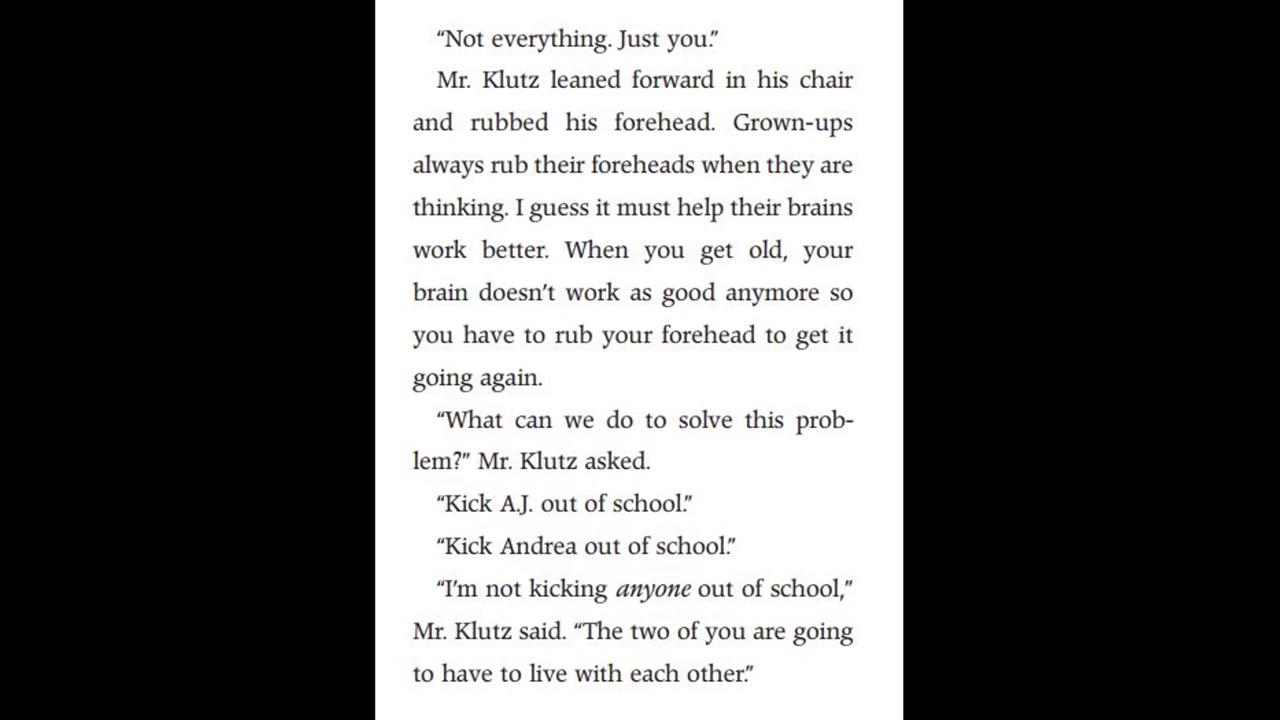 “Not everything. Just you.”
Mr. Klutz leaned forward in his chair
and rubbed his forehead. Grown-ups
always rub their foreheads when they are
thinking. I guess it must help their brains
work better. When you get old, your
brain doesn’t work as good anymore so
you have to rub your forehead to get it
going again.
“What can we do to solve this prob-
lem?” Mr. Klutz asked.
“Kick A.J. out of school.”
“Kick Andrea out of school.”
“I’m not kicking anyone out of school,”
Mr. Klutz said. “The two of you are going
to have to live with each other.”